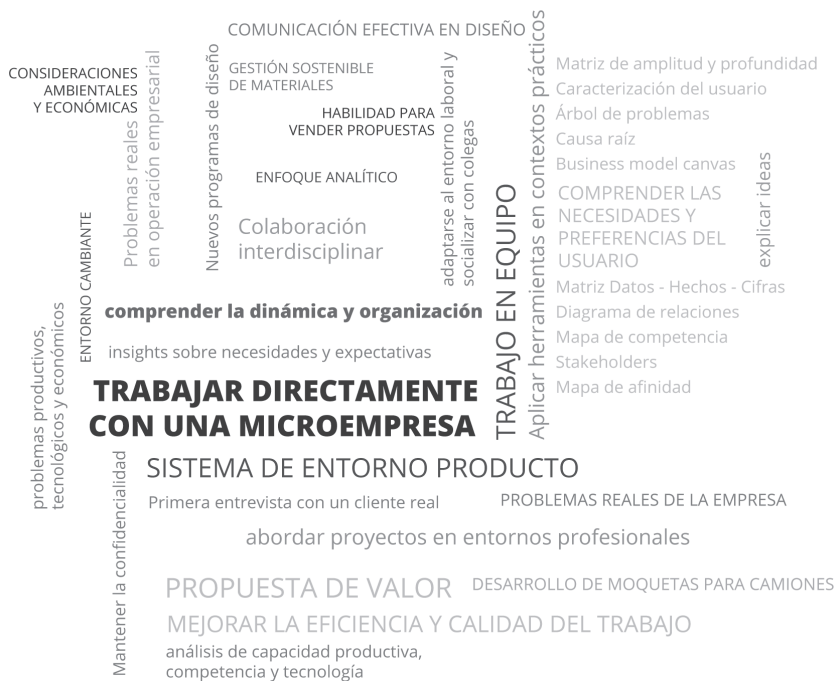 COMUNICACIÓN EFECTIVA EN DISEÑO
CONSIDERACIONES
AMBIENTALES
Y ECONÓMICAS
Problemas reales
en operación empresarial
Nuevos programas de diseño
GESTIÓN SOSTENIBLE
DE MATERIALES
HABILIDAD PARA
VENDER PROPUESTAS
ENFOQUE ANALÍTICO
Colaboración
interdisciplinar
adaptarse al entorno laboral y
socializar con colegas
TRABAJO EN EQUIPO
Aplicar herramientas en contextos prácticos
Matriz de amplitud y profundidad
Caracterización del usuario
Árbol de problemas
Causa raíz
Business model canvas
COMPRENDER LAS
NECESIDADES Y
PREFERENCIAS DEL
USUARIO
explicar ideas
Matriz Datos - Hechos - Cifras
Diagrama de relaciones
Mapa de competencia
Stakeholders
Mapa de afinidad
ENTORNO CAMBIANTE
comprender la dinámica y organización
insights sobre necesidades y expectativas
problemas productivos,
tecnológicos y económicos
TRABAJAR DIRECTAMENTE
CON UNA MICROEMPRESA
SISTEMA DE ENTORNO PRODUCTO
Mantener la confidencialidad
Primera entrevista con un cliente real
PROBLEMAS REALES DE LA EMPRESA
abordar proyectos en entornos profesionales
PROPUESTA DE VALOR
DESARROLLO DE MOQUETAS PARA CAMIONES
MEJORAR LA EFICIENCIA Y CALIDAD DEL TRABAJO
análisis de capacidad productiva,
competencia y tecnología